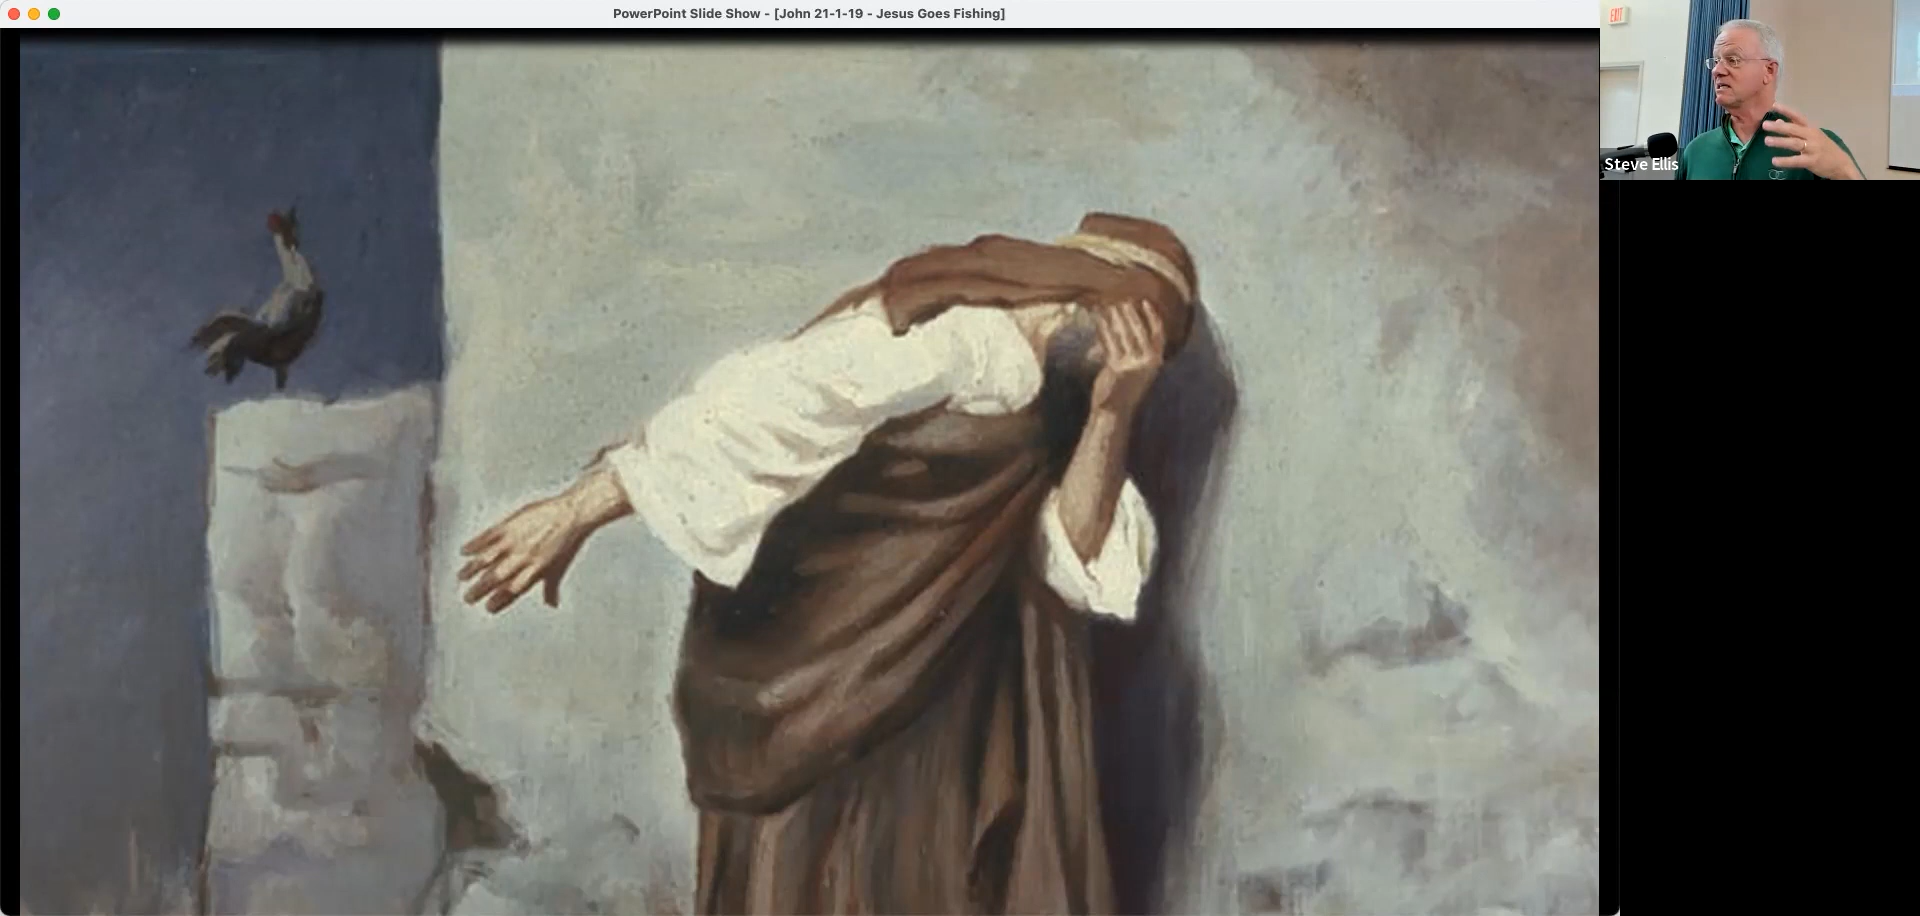 PowerPoint Slide Show - [John 21-1-19 - Jesus Goes Fishing]
EXIT
Steve Ellis